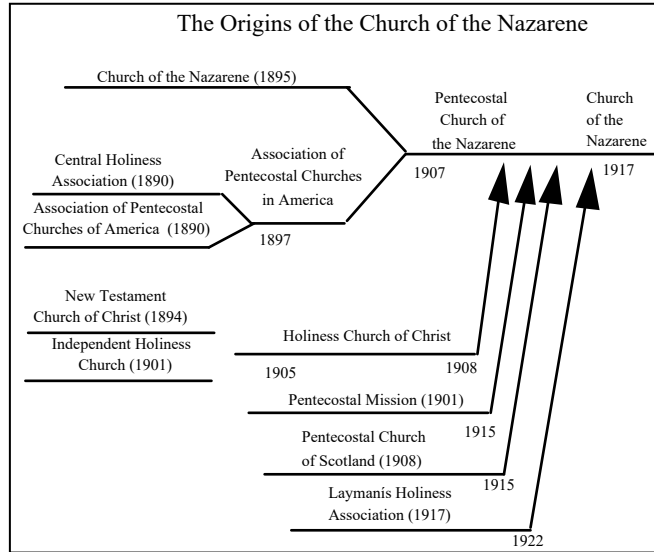 The Origins of the Church of the Nazarene
Church of the Nazarene (1895)
Pentecostal
Church of
the Nazarene
Church
of the
Nazarene
Central Holiness
Association (1890)
Association of
Pentecostal Churches
in America
1907
1917
Association of Pentecostal
Churches of America (1890)
1897
New Testament
Church of Christ (1894)
Independent Holiness
Church (1901)
Holiness Church of Christ
1905
1908
Pentecostal Mission (1901)
1915
Pentecostal Church
of Scotland (1908)
1915
Laymanís Holiness
Association (1917)
1922